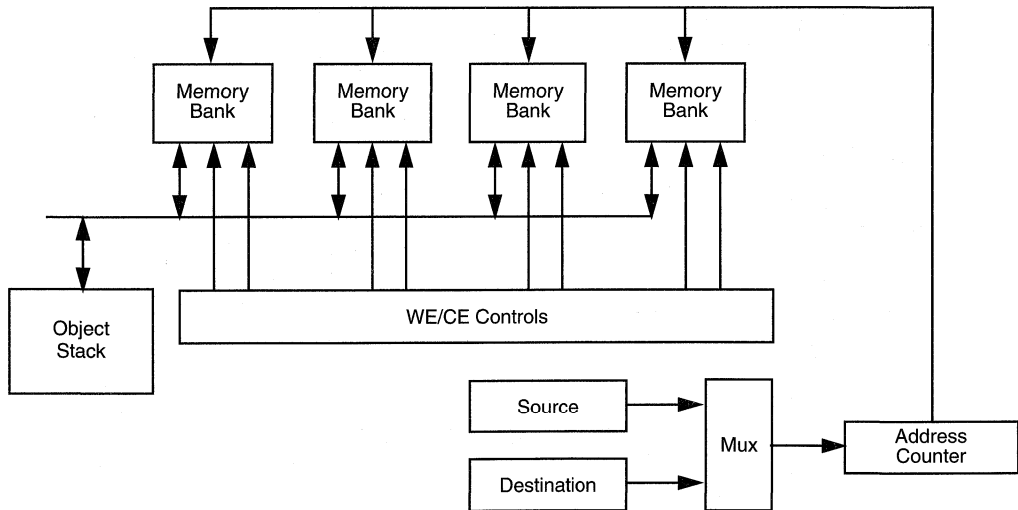 Memory
Bank
Memory
Bank
Memory
Bank
Memory
Bank
Object
Stack
WE/CE Controls
Source
Mux
Address
Counter
Destination